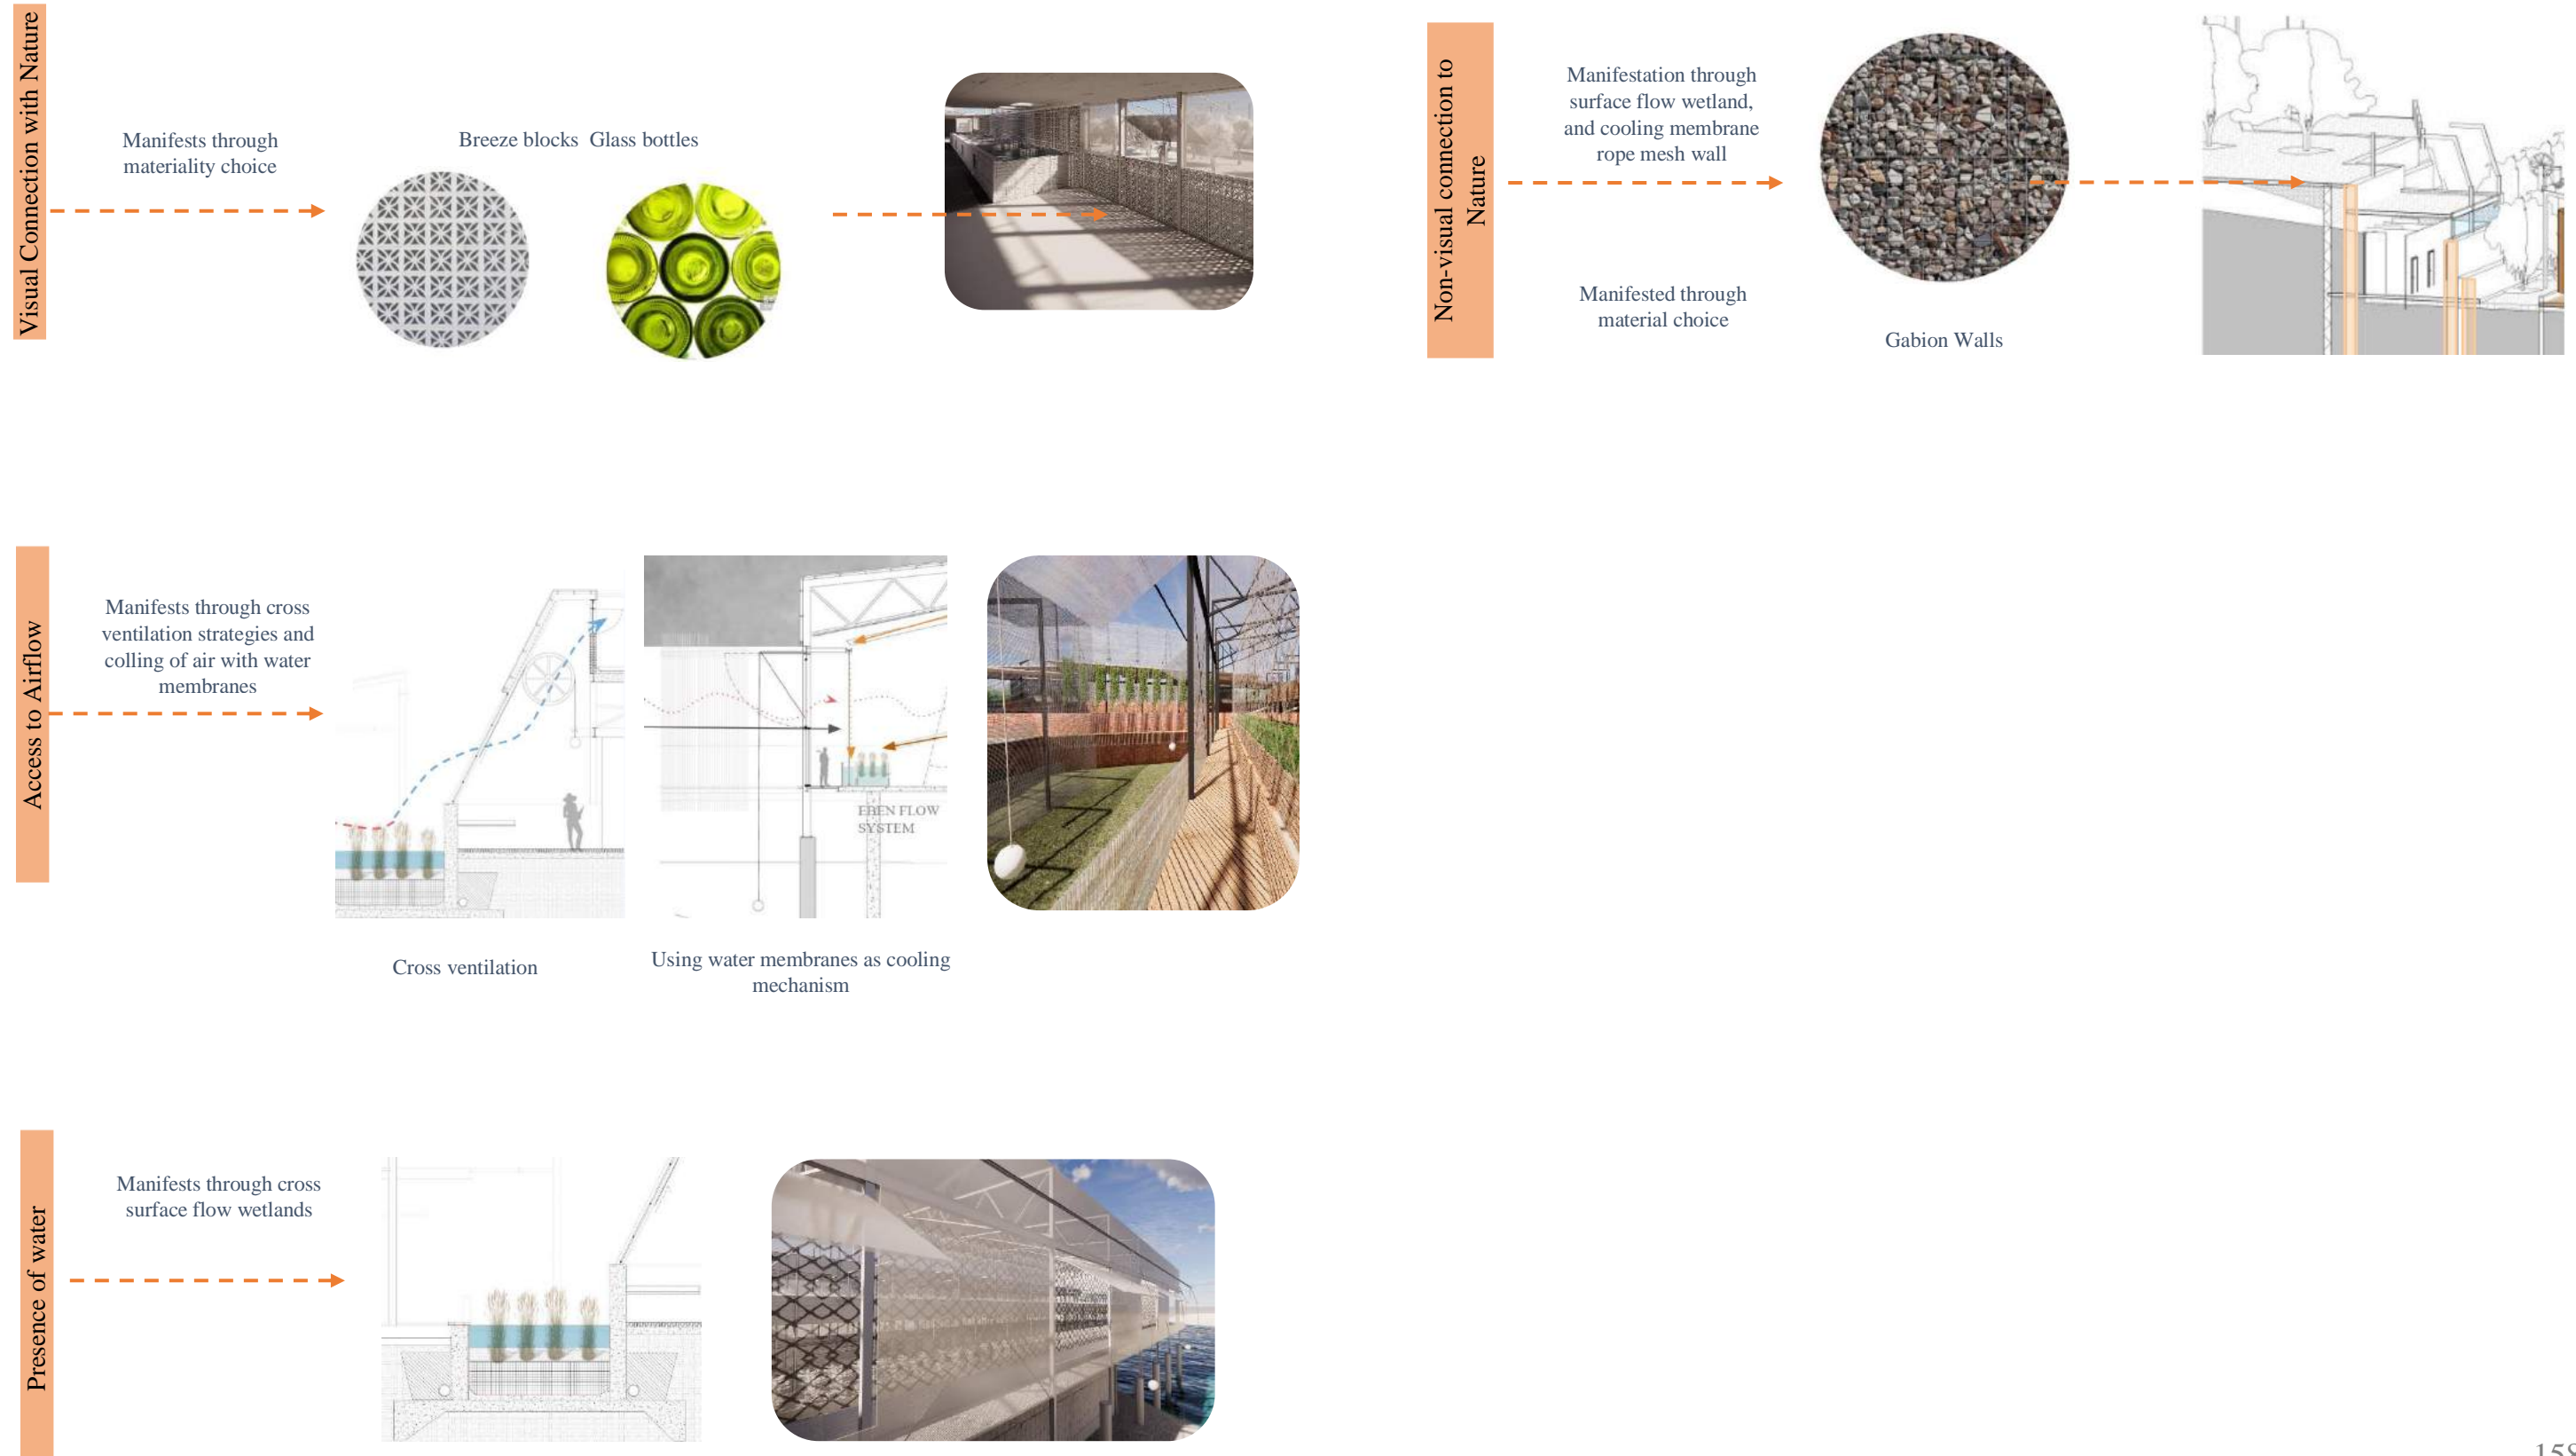 Visual Connection with Nature
Manifests through
materiality choice
Breeze blocks Glass bottles
Non-visual connection to
Nature
Manifestation through
surface flow wetland,
and cooling membrane
rope mesh wall
Manifested through
material choice
Gabion Walls
Access to Airflow
Manifests through cross
ventilation strategies and
colling of air with water
membranes
EBEN FLOW
SYSTEM
Cross ventilation
Using water membranes as cooling
mechanism
Presence of water
Manifests through cross
surface flow wetlands